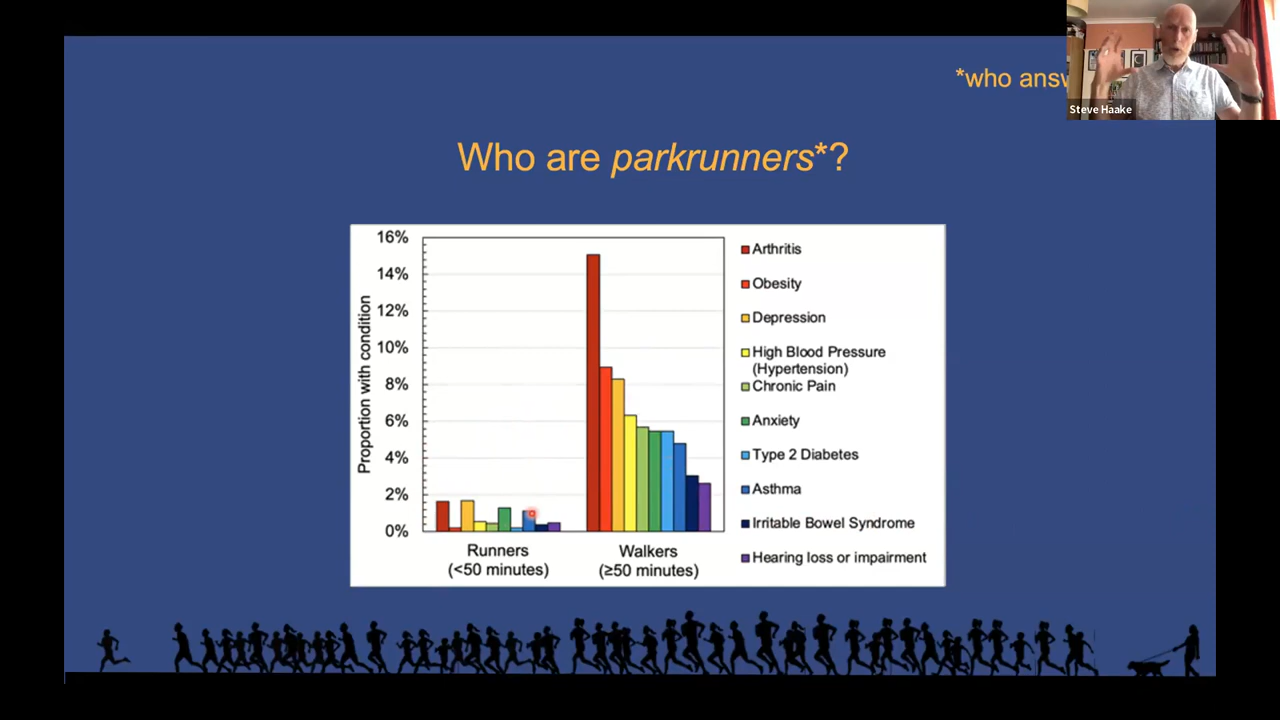 *who
Steve Haake
Who are parkrunners*?
16%
14%
12%
10%
8%
6%
4%
2%
0%
Proportion with condition
Runners
(<50 minutes)
Walkers
(≥50 minutes)
Arthritis
Obesity
Depression
High Blood Pressure
(Hypertension)
Chronic Pain
Anxiety
Type 2 Diabetes
Asthma
Irritable Bowel Syndrome
Hearing loss or impairment